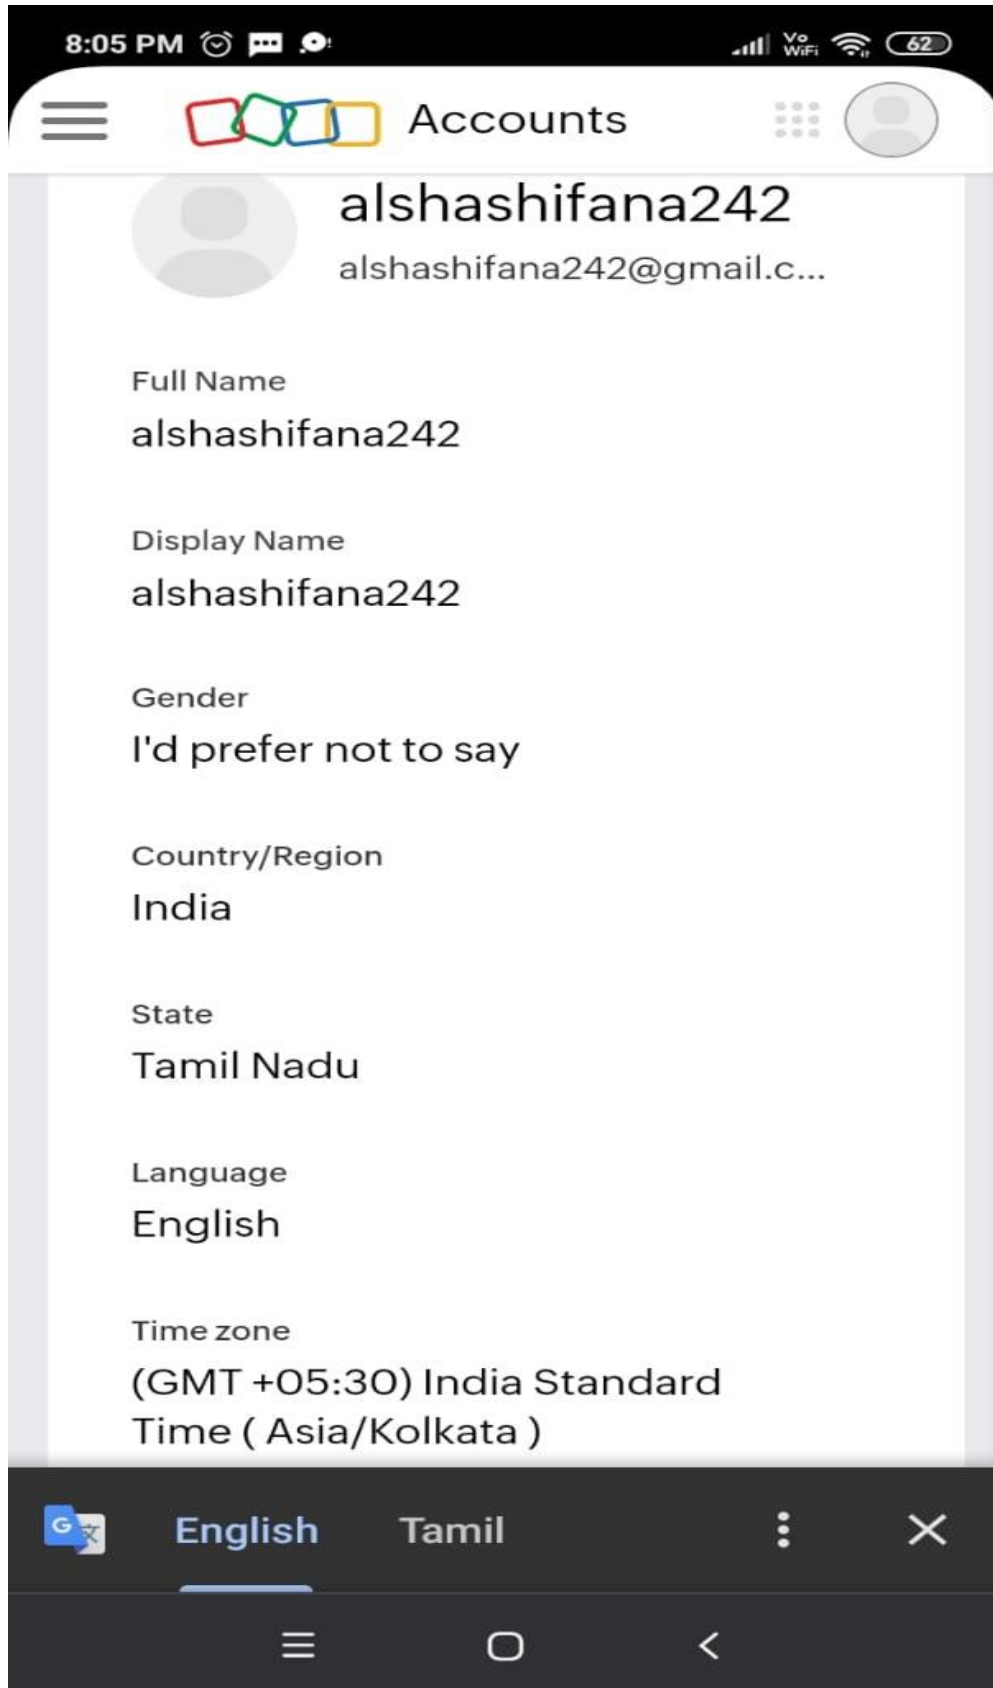 8:05 PM
Vo
WiFi
62
Accounts
alshashifana242
alshashifana242@gmail.c...
Full Name
alshashifana242
Display Name
alshashifana242
Gender
I'd prefer not to say
Country/Region
India
State
Tamil Nadu
Language
English
Time zone
(GMT +05:30) India Standard
Time ( Asia/Kolkata )
G 文
English Tamil